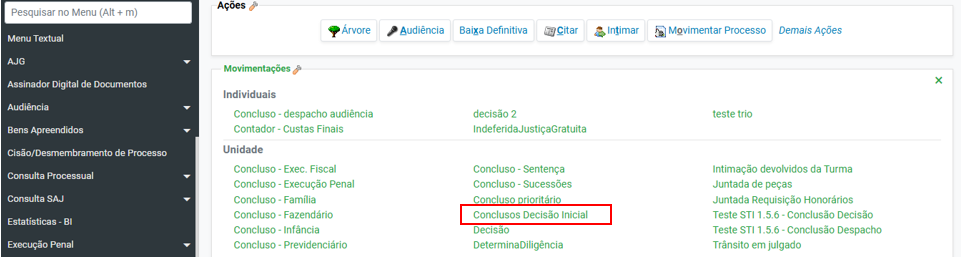 Pesquisar no Menu (Alt + m)
Menu Textual
AJG
Assinador Digital de Documentos
Audiência
Bens Apreendidos
Cisão/Desmembramento de Processo
Consulta Processual
Consulta SAJ
Estatísticas - BI
Execução Penal
Ações
Árvore Audiência Baixa Definitiva Citar Intimar Movimentar Processo Demais Ações
Movimentações
×
Individuais
Concluso - despacho audiência decisão 2 teste trio
Contador - Custas Finais IndeferidaJustiçaGratuita
Unidade
Concluso - Exec. Fiscal Concluso - Sentença Intimação devolvidos da Turma
Concluso - Execução Penal Concluso - Sucessões Juntada de peças
Concluso - Família Concluso prioritário Juntada Requisição Honorários
Concluso - Fazendário Conclusos Decisão Inicial Teste STI 1.5.6 - Conclusão Decisão
Concluso - Infância Decisão Teste STI 1.5.6 - Conclusão Despacho
Concluso - Previdenciário DeterminaDiligência Trânsito em julgado